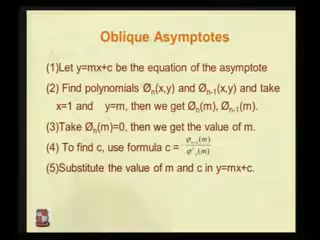 Oblique Asymptotes
(1)Let y=mx+c be the equation of the asymptote
(2) Find polynomials Øn(x,y) and Øn-1(x,y) and take
x=1 and y=m, then we get Øn(m), Øn-1(m).
(3)Take Øn(m)=0, then we get the value of m.
(4) To find c, use formula c = φn-1(m) / φ'n(m)
(5)Substitute the value of m and c in y=mx+c.